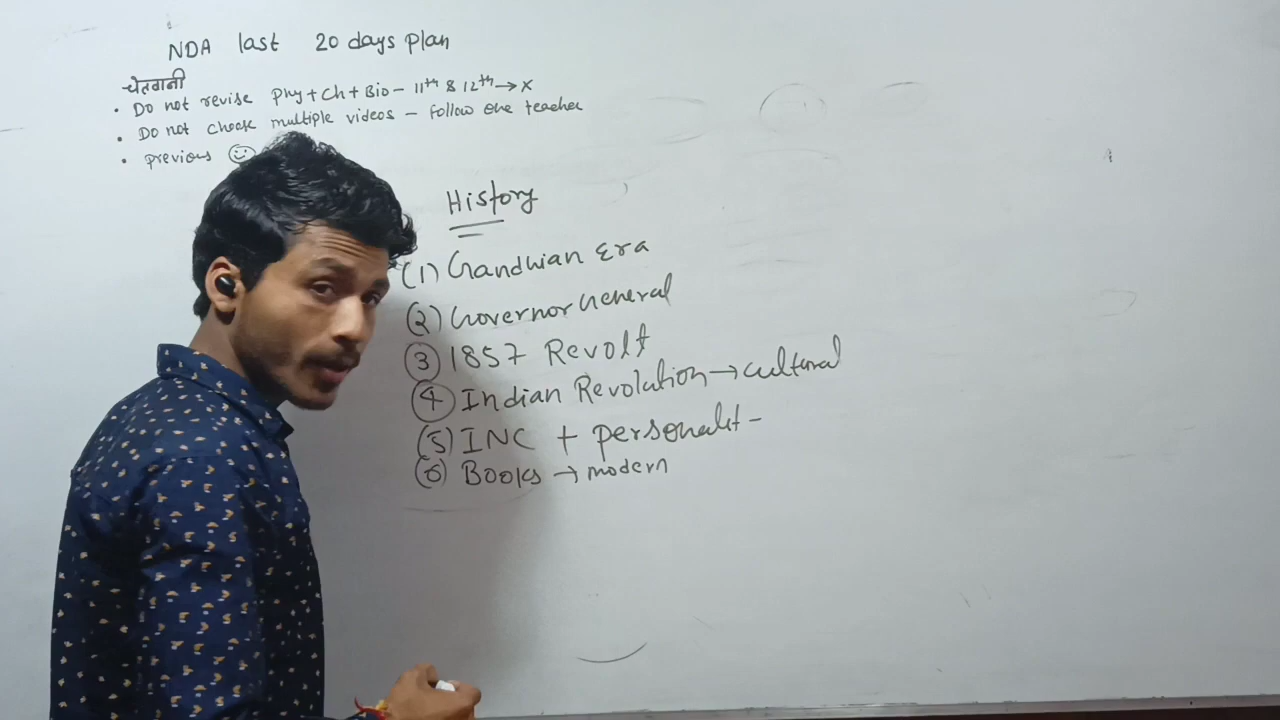 NDA last 20 days plan
चेतावनी
• Do not revise Phy + Ch + Bio - 11th & 12th → X
• Do not check multiple videos - follow one teacher
• previous
History
(1) Gandhian Era
(2) Governor General
(3) 1857 Revolt
(4) Indian Revolution → cultural
(5) INC + personalit -
(6) Books → modern